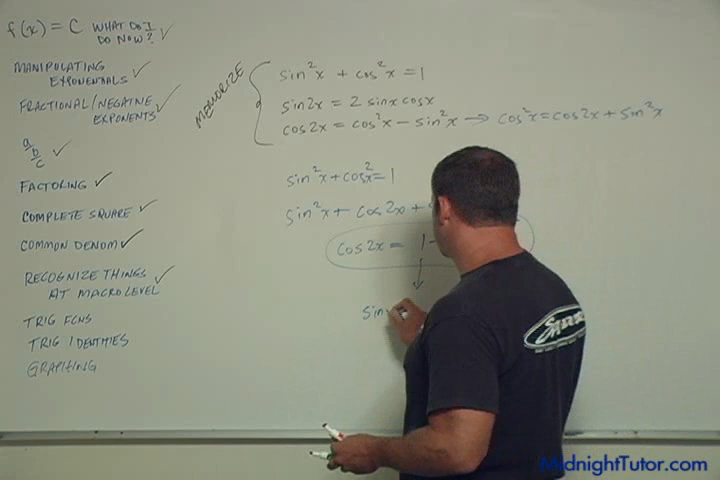 f(x) = C WHAT DO I
DO NOW? ✓
MANIPULATING
EXPONENTIALS ✓
FRACTIONAL/NEGATIVE
EXPONENTS ✓
a
b
c ✓
FACTORING ✓
COMPLETE SQUARE ✓
COMMON DENOM ✓
RECOGNIZE THINGS
AT MACRO LEVEL ✓
TRIG FCNS
TRIG IDENTITIES
GRAPHING
MEMORIZE
sin²x + cos²x = 1
sin2x = 2 sinx cosx
cos2x = cos²x - sin²x → cos²x = cos2x + sin²x
sin²x + cos²x = 1
sin²x + cos2x +
cos2x = 1 -
sin
MidnightTutor.com